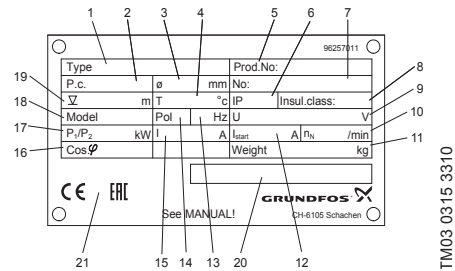 1 2 3 4 5 6 7
96257011
Type Prod.No:
P.c. ø mm No:
19 m T °c IP Insul.class: 8
18 Model Pol Hz U V 9
17 P₁/P₂ kW I A Istart A nN /min 10
16 Cosφ Weight kg 11
CE EAC GRUNDFOS
See MANUAL! CH-6105 Schachen
21 15 14 13 20 12
TM03 0315 3310